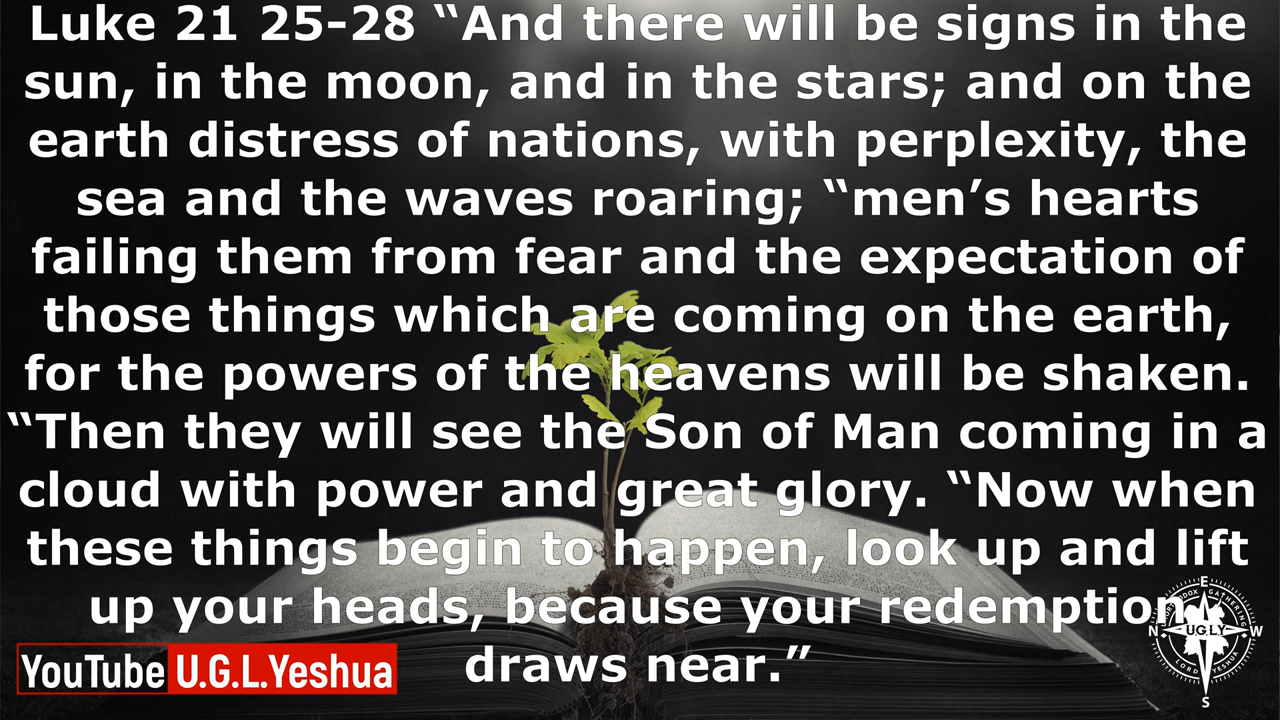 Luke 21 25-28 “And there will be signs in the
sun, in the moon, and in the stars; and on the
earth distress of nations, with perplexity, the
sea and the waves roaring; “men’s hearts
failing them from fear and the expectation of
those things which are coming on the earth,
for the powers of the heavens will be shaken.
“Then they will see the Son of Man coming in a
cloud with power and great glory. “Now when
these things begin to happen, look up and lift
up your heads, because your redemption
draws near.”
YouTube U.G.L.Yeshua
E
GATHERING
N U.G.L.Y W
LORD YESHUA
S